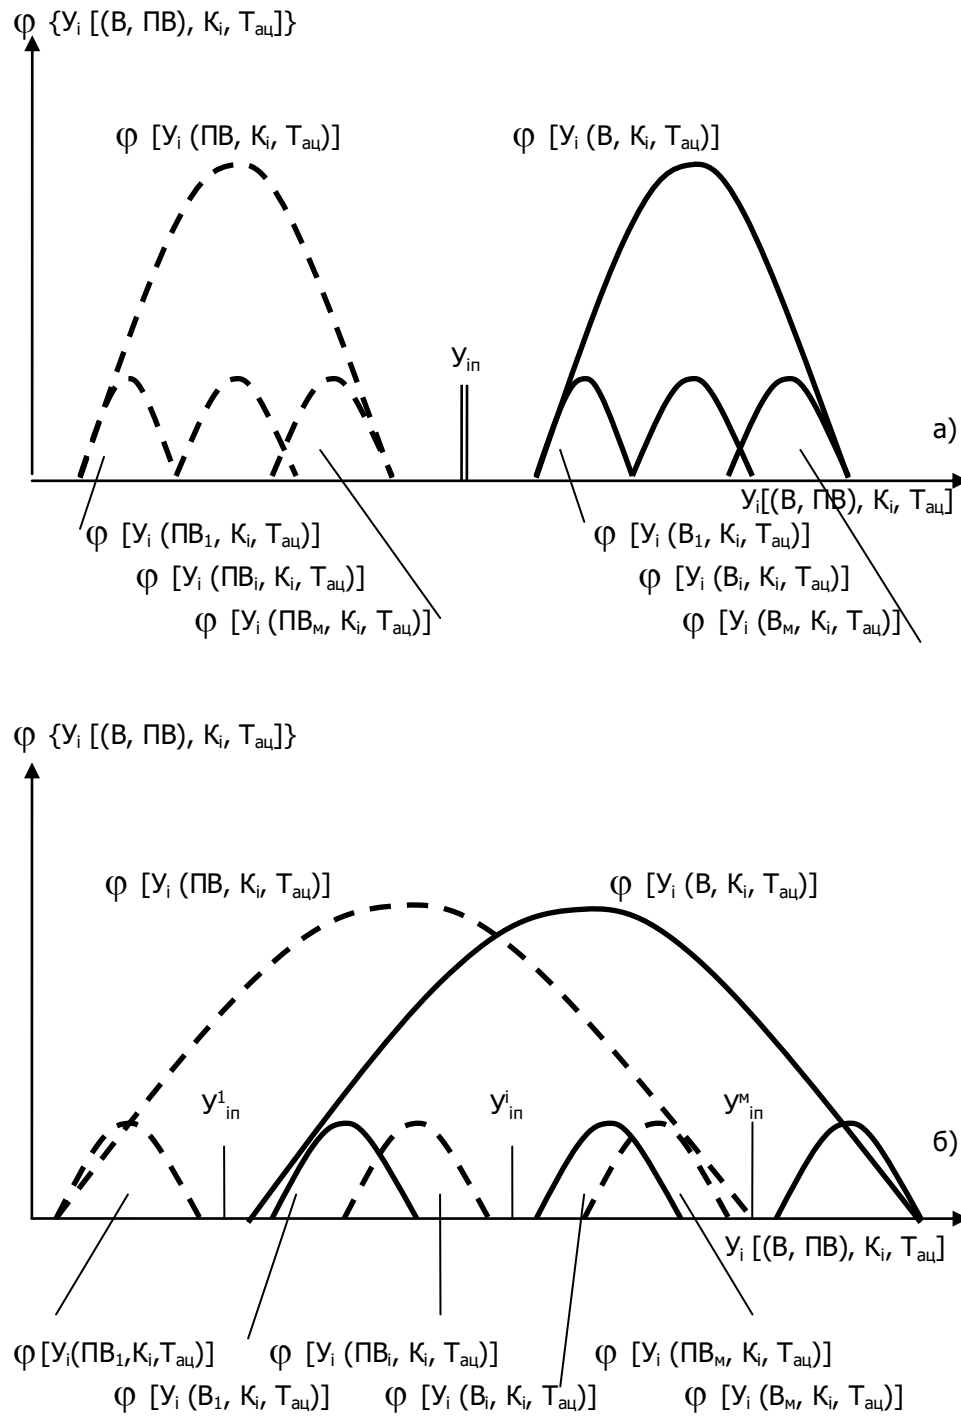 φ {У_i [(В, ПВ), К_i, Т_ац]}
φ [У_i (ПВ, К_i, Т_ац)] φ [У_i (В, К_i, Т_ац)]
У_iп
а)
У_i[(В, ПВ), К_i, Т_ац]
φ [У_i (ПВ_1, К_i, Т_ац)] φ [У_i (В_1, К_i, Т_ац)]
φ [У_i (ПВ_i, К_i, Т_ац)] φ [У_i (В_i, К_i, Т_ац)]
φ [У_i (ПВ_м, К_i, Т_ац)] φ [У_i (В_м, К_i, Т_ац)]
φ {У_i [(В, ПВ), К_i, Т_ац]}
φ [У_i (ПВ, К_i, Т_ац)] φ [У_i (В, К_i, Т_ац)]
У^1_iп У^i_iп У^м_iп
б)
У_i [(В, ПВ), К_i, Т_ац]
φ[У_i(ПВ_1,К_i,Т_ац)] φ [У_i (ПВ_i, К_i, Т_ац)] φ [У_i (ПВ_м, К_i, Т_ац)]
φ [У_i (В_1, К_i, Т_ац)] φ [У_i (В_i, К_i, Т_ац)] φ [У_i (В_м, К_i, Т_ац)]